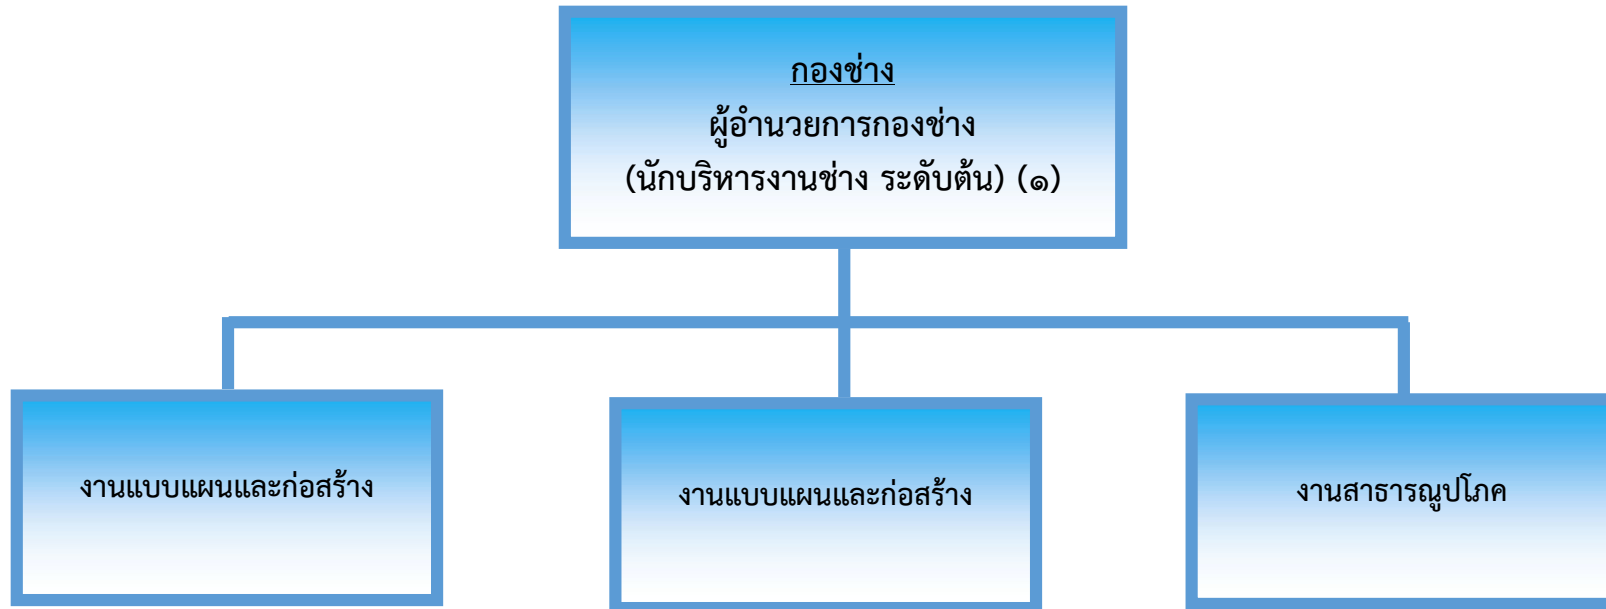 กองช่าง
ผู้อำนวยการกองช่าง
(นักบริหารงานช่าง ระดับต้น) (๑)
งานแบบแผนและก่อสร้าง
งานแบบแผนและก่อสร้าง
งานสาธารณูปโภค